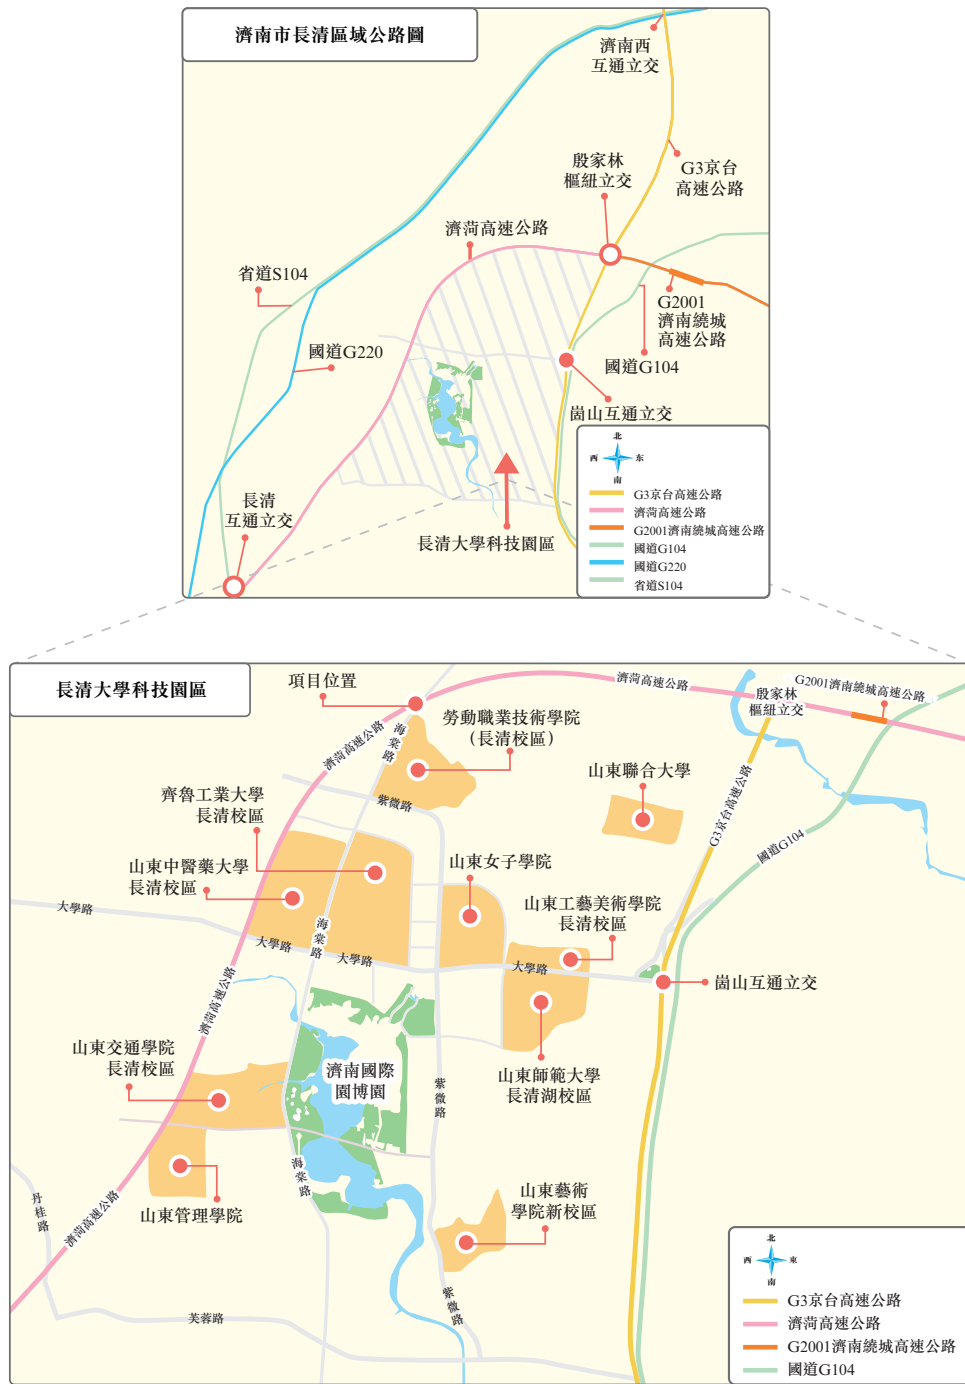 濟南市長清區域公路圖
濟南西
互通立交
殷家林
樞紐立交
G3京台
高速公路
濟菏高速公路
省道S104
G2001
濟南繞城
高速公路
國道G220
國道G104
崮山互通立交
長清
互通立交
長清大學科技園區
北
西
东
南
G3京台高速公路
濟菏高速公路
G2001濟南繞城高速公路
國道G104
國道G220
省道S104
長清大學科技園區
項目位置
濟菏高速公路
G2001濟南繞城高速公路
殷家林
樞紐立交
勞動職業技術學院
（長清校區）
海棠路
濟菏高速公路
山東聯合大學
紫微路
G3京台高速公路
國道G104
齊魯工業大學
長清校區
山東中醫藥大學
長清校區
山東女子學院
山東工藝美術學院
長清校區
大學路
海棠路
大學路
大學路
大學路
崮山互通立交
濟菏高速公路
山東交通學院
長清校區
濟南國際
園博園
紫微路
山東師範大學
長清湖校區
海棠路
山東藝術
學院新校區
丹桂路
濟菏高速公路
山東管理學院
紫微路
芙蓉路
北
西
東
南
G3京台高速公路
濟菏高速公路
G2001濟南繞城高速公路
國道G104